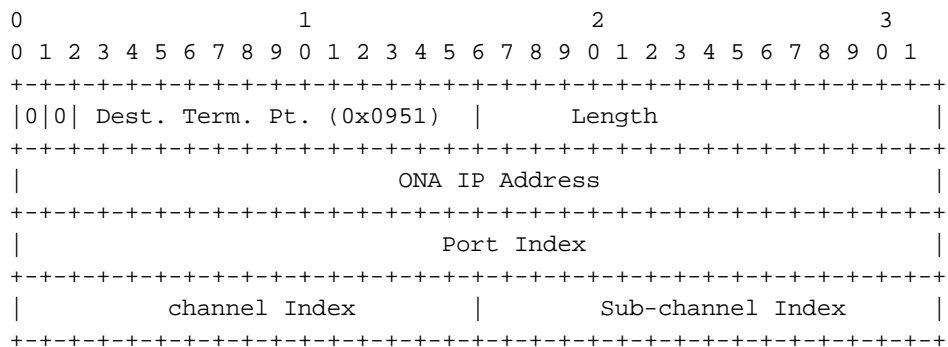 0                   1                   2                   3
0 1 2 3 4 5 6 7 8 9 0 1 2 3 4 5 6 7 8 9 0 1 2 3 4 5 6 7 8 9 0 1
+-+-+-+-+-+-+-+-+-+-+-+-+-+-+-+-+-+-+-+-+-+-+-+-+-+-+-+-+-+-+-+-+
|0|0| Dest. Term. Pt. (0x0951)  |      Length                   |
+-+-+-+-+-+-+-+-+-+-+-+-+-+-+-+-+-+-+-+-+-+-+-+-+-+-+-+-+-+-+-+-+
|                          ONA IP Address                       |
+-+-+-+-+-+-+-+-+-+-+-+-+-+-+-+-+-+-+-+-+-+-+-+-+-+-+-+-+-+-+-+-+
|                             Port Index                        |
+-+-+-+-+-+-+-+-+-+-+-+-+-+-+-+-+-+-+-+-+-+-+-+-+-+-+-+-+-+-+-+-+
|          channel Index        |        Sub-channel Index      |
+-+-+-+-+-+-+-+-+-+-+-+-+-+-+-+-+-+-+-+-+-+-+-+-+-+-+-+-+-+-+-+-+